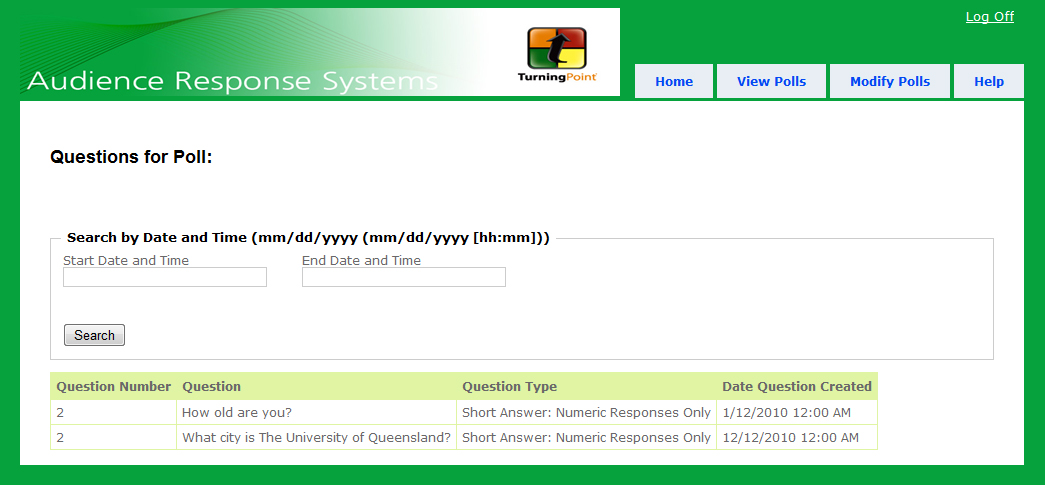 Log Off
Audience Response Systems
TurningPoint
Home View Polls Modify Polls Help
Questions for Poll:
Search by Date and Time (mm/dd/yyyy (mm/dd/yyyy [hh:mm]))
Start Date and Time End Date and Time
Search
Question Number Question Question Type Date Question Created
2 How old are you? Short Answer: Numeric Responses Only 1/12/2010 12:00 AM
2 What city is The University of Queensland? Short Answer: Numeric Responses Only 12/12/2010 12:00 AM